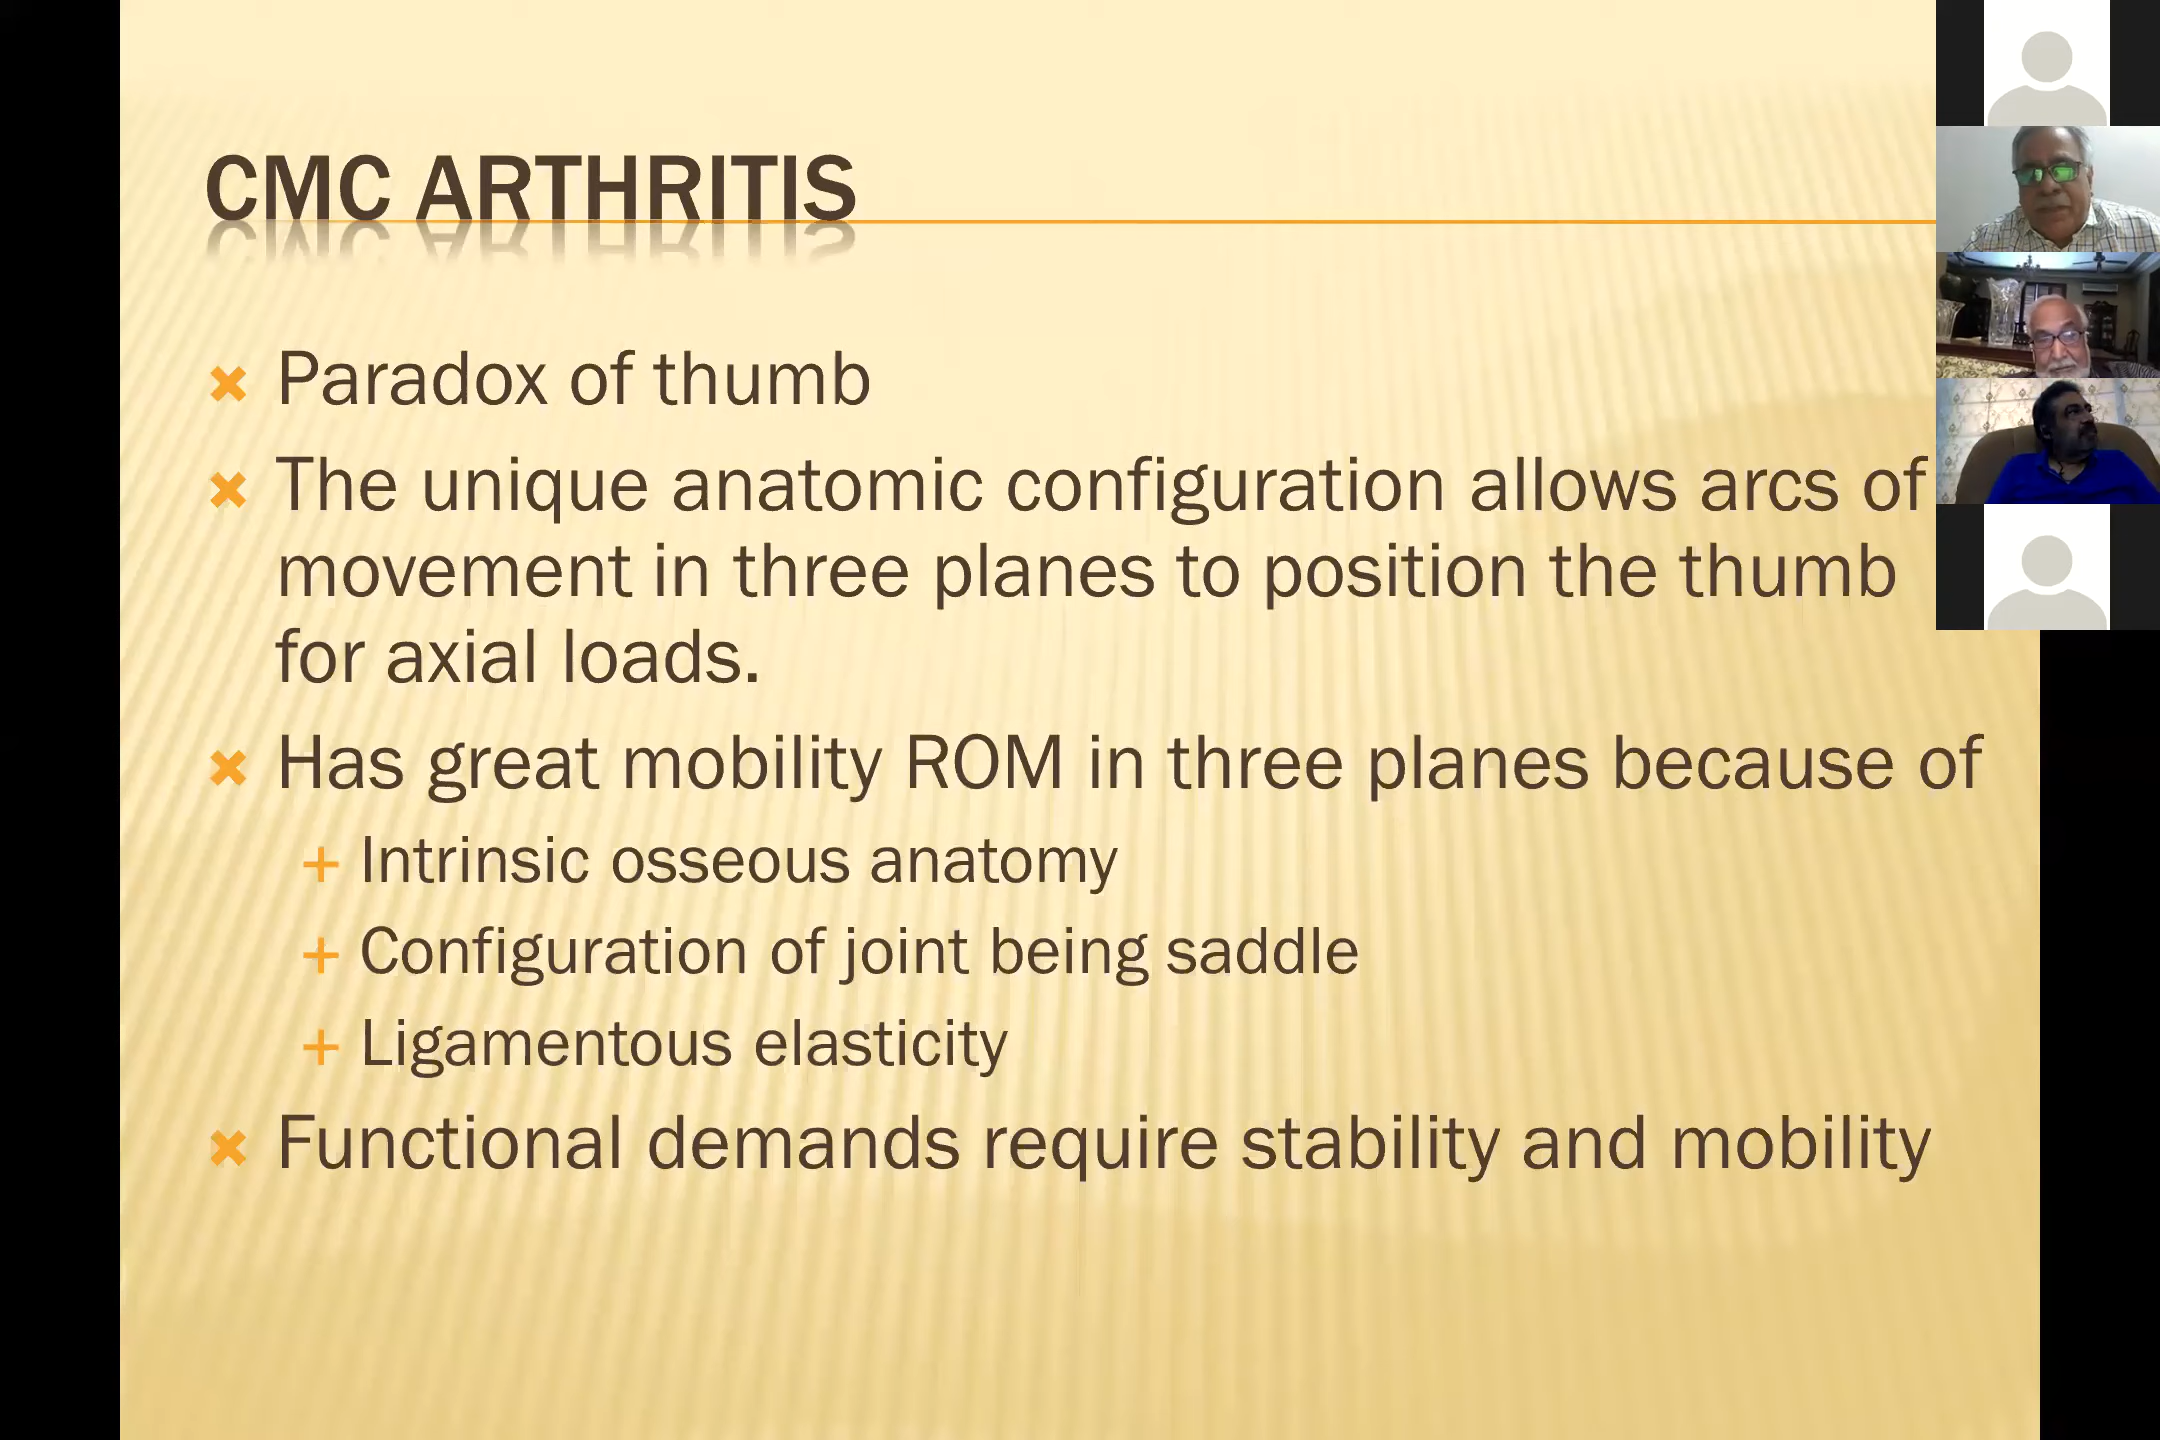 CMC ARTHRITIS
Paradox of thumb
The unique anatomic configuration allows arcs of
movement in three planes to position the thumb
for axial loads.
Has great mobility ROM in three planes because of
Intrinsic osseous anatomy
Configuration of joint being saddle
Ligamentous elasticity
Functional demands require stability and mobility